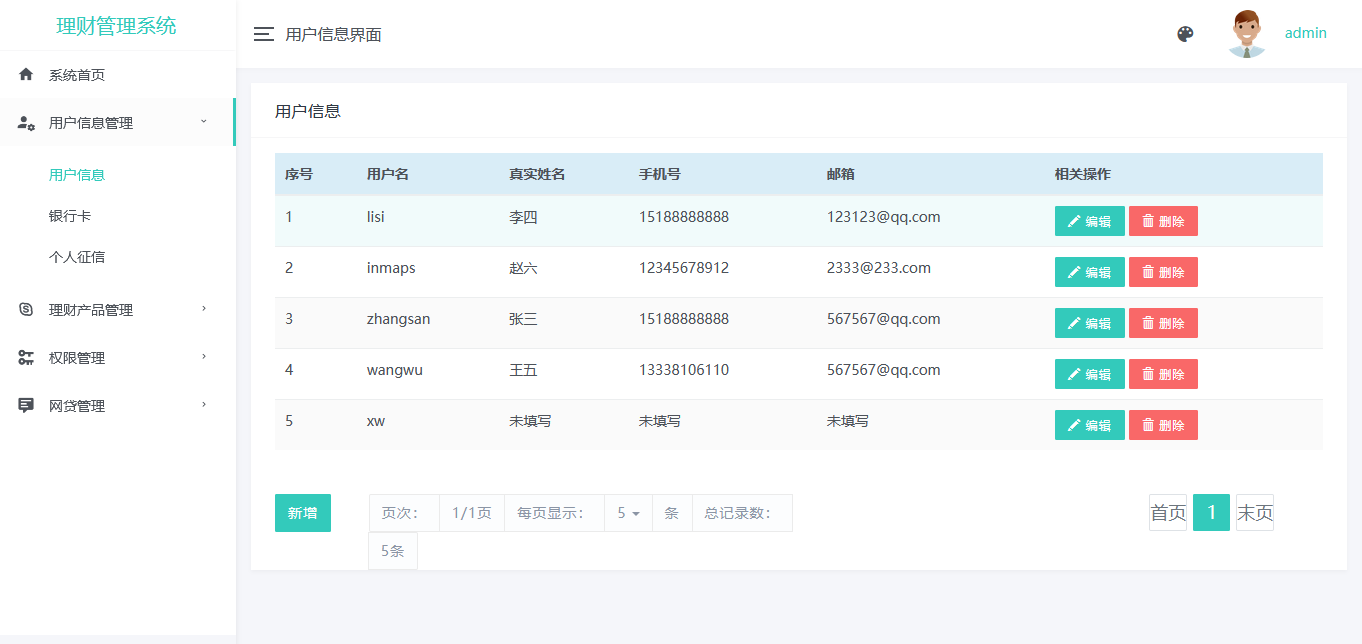 理财管理系统
系统首页
用户信息管理
用户信息
银行卡
个人征信
理财产品管理
权限管理
网贷管理
用户信息界面
admin
用户信息
序号 用户名 真实姓名 手机号 邮箱 相关操作
1 lisi 李四 15188888888 123123@qq.com 编辑 删除
2 inmaps 赵六 12345678912 2333@233.com 编辑 删除
3 zhangsan 张三 15188888888 567567@qq.com 编辑 删除
4 wangwu 王五 13338106110 567567@qq.com 编辑 删除
5 xw 未填写 未填写 未填写 编辑 删除
新增 页次： 1/1页 每页显示： 5 条 总记录数： 首页 1 末页
5条